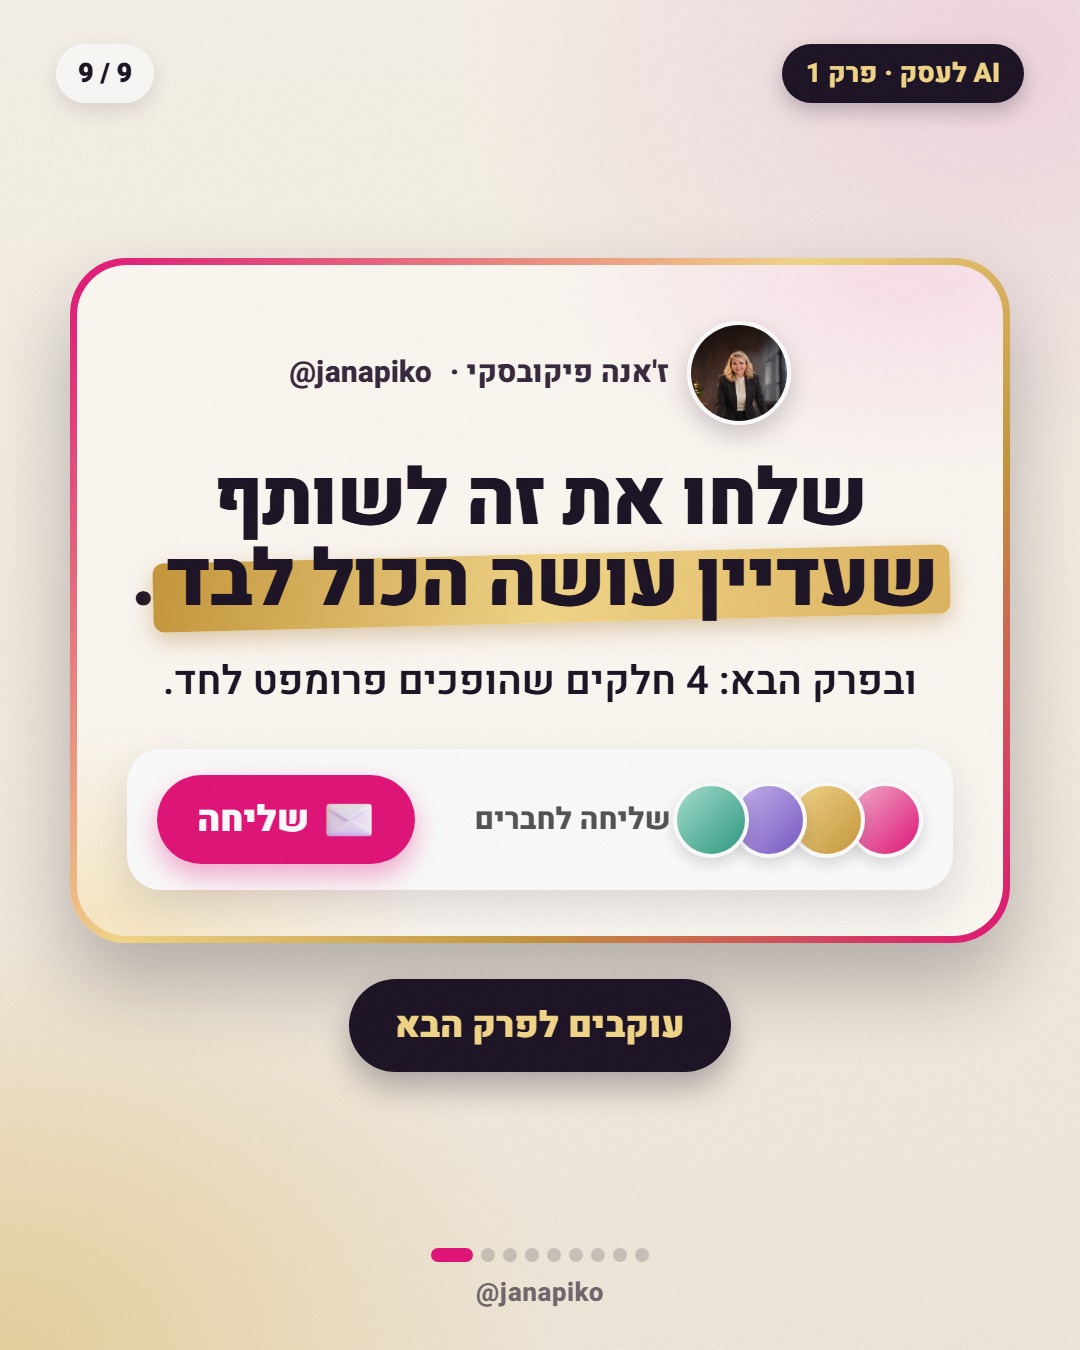 AI לעסק · פרק 1
9 / 9
ז'אנה פיקובסקי · @janapiko
שלחו את זה לשותף
שעדיין עושה הכול לבד.
ובפרק הבא: 4 חלקים שהופכים פרומפט לחד.
שליחה לחברים
שליחה
עוקבים לפרק הבא
@janapiko